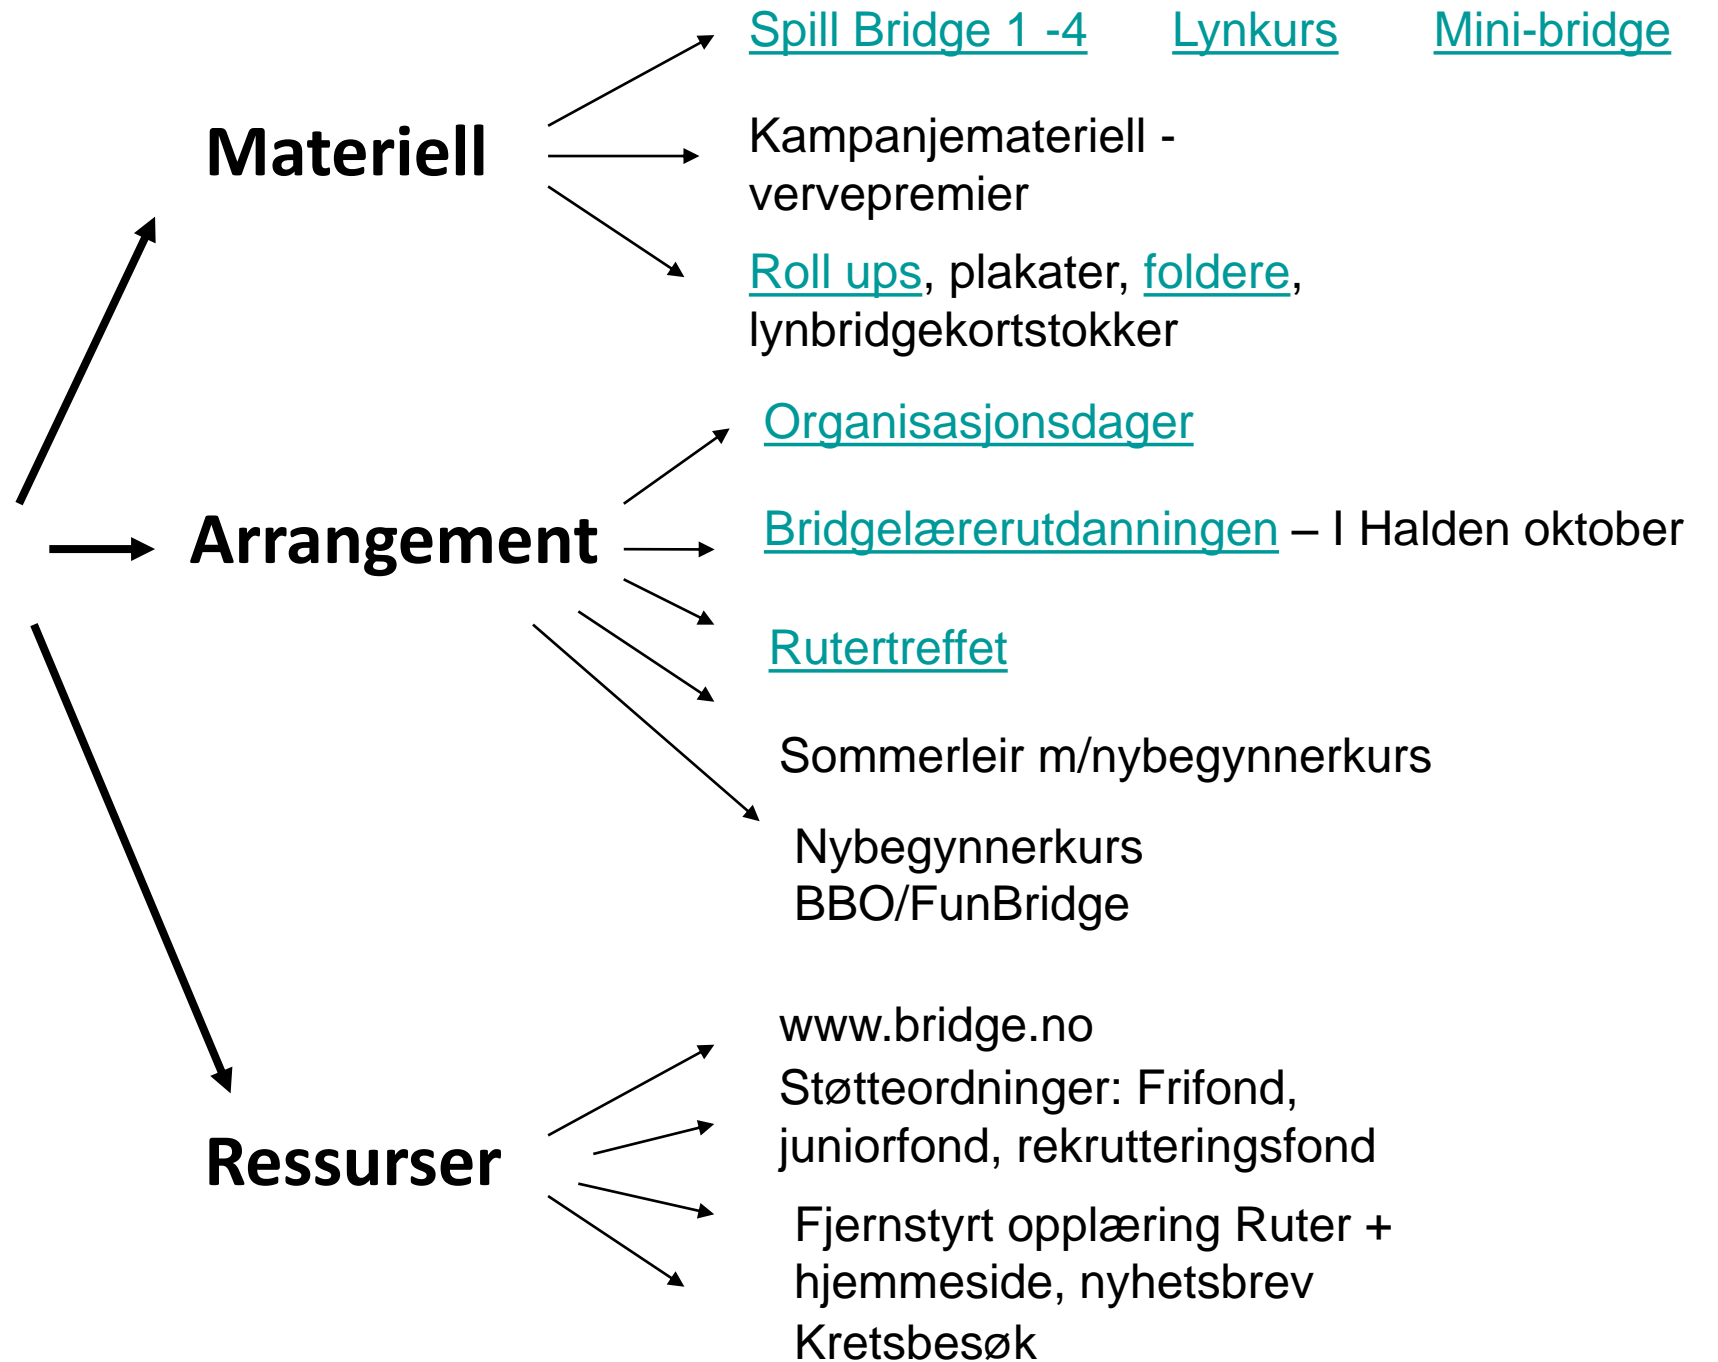 Spill Bridge 1 -4 Lynkurs Mini-bridge
Materiell
Kampanjemateriell -
vervepremier
Roll ups, plakater, foldere,
lynbridgekortstokker
Organisasjonsdager
Arrangement
Bridgelærerutdanningen – I Halden oktober
Rutertreffet
Sommerleir m/nybegynnerkurs
Nybegynnerkurs
BBO/FunBridge
www.bridge.no
Støtteordninger: Frifond,
juniorfond, rekrutteringsfond
Ressurser
Fjernstyrt opplæring Ruter +
hjemmeside, nyhetsbrev
Kretsbesøk